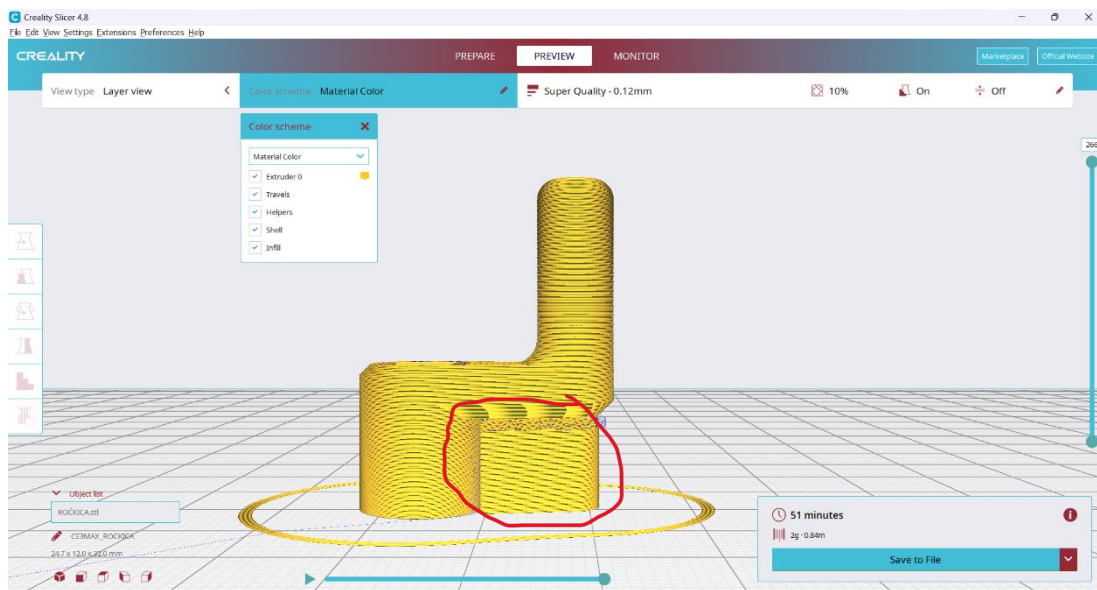 Creality Slicer 4.8
File Edit View Settings Extensions Preferences Help
CREALITY PREPARE PREVIEW MONITOR Marketplace Official Website
View type Layer view Color scheme Material Color Super Quality - 0.12mm 10% On Off
Color scheme
Material Color
Extruder 0
Travels
Helpers
Shell
Infill
266
Object list
ROČKICA.stl
CE3MAX_ROCKICA
24.7 x 12.0 x 32.0 mm
51 minutes
2g · 0.84m
Save to File